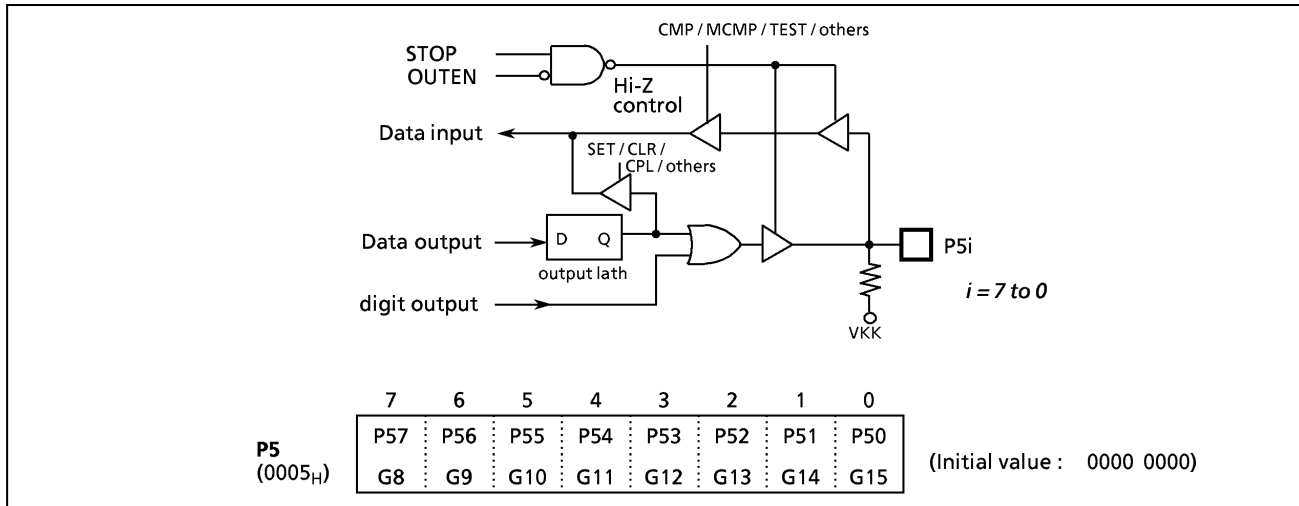 CMP / MCMP / TEST / others
STOP
OUTEN
Hi-Z
control
Data input
SET / CLR /
CPL / others
Data output
D Q
output lath
P5i
digit output
i = 7 to 0
VKK
7 6 5 4 3 2 1 0
P57 P56 P55 P54 P53 P52 P51 P50
P5
(0005H)
(Initial value : 0000 0000)
G8 G9 G10 G11 G12 G13 G14 G15